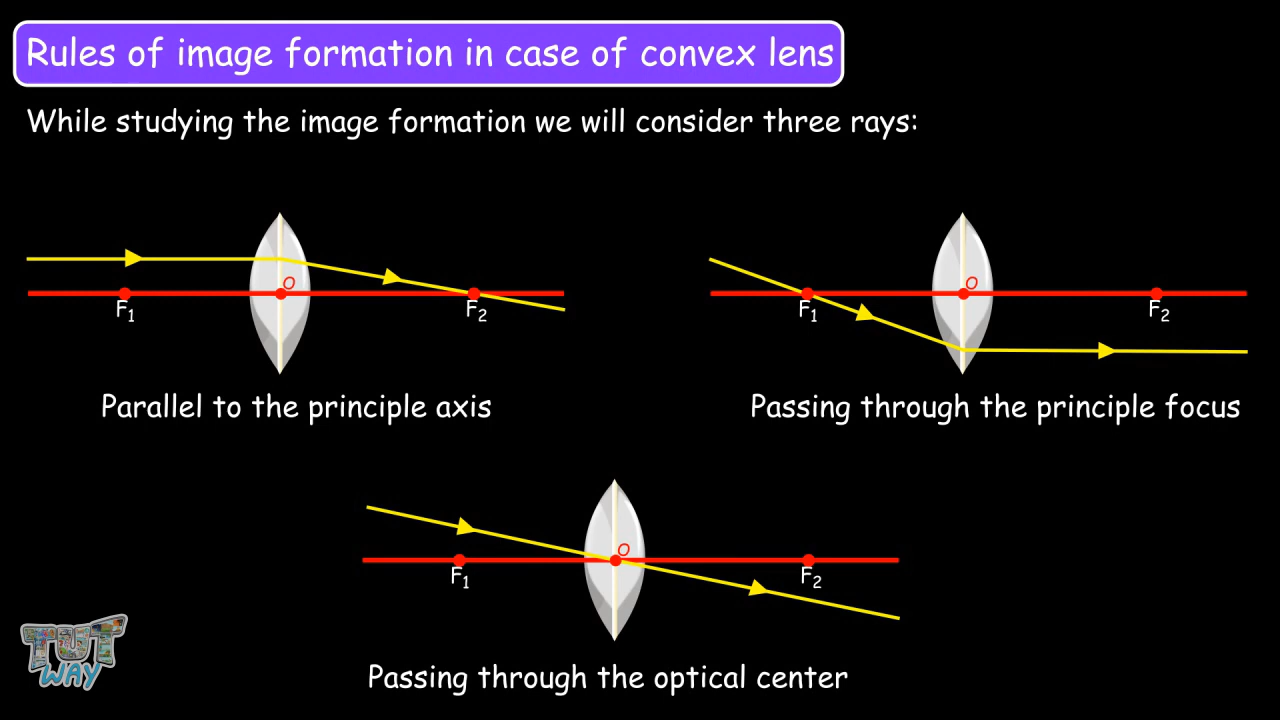 Rules of image formation in case of convex lens
While studying the image formation we will consider three rays:
O
F1
F2
Parallel to the principle axis
O
F1
F2
Passing through the principle focus
O
F1
F2
Passing through the optical center
TUT
WAY